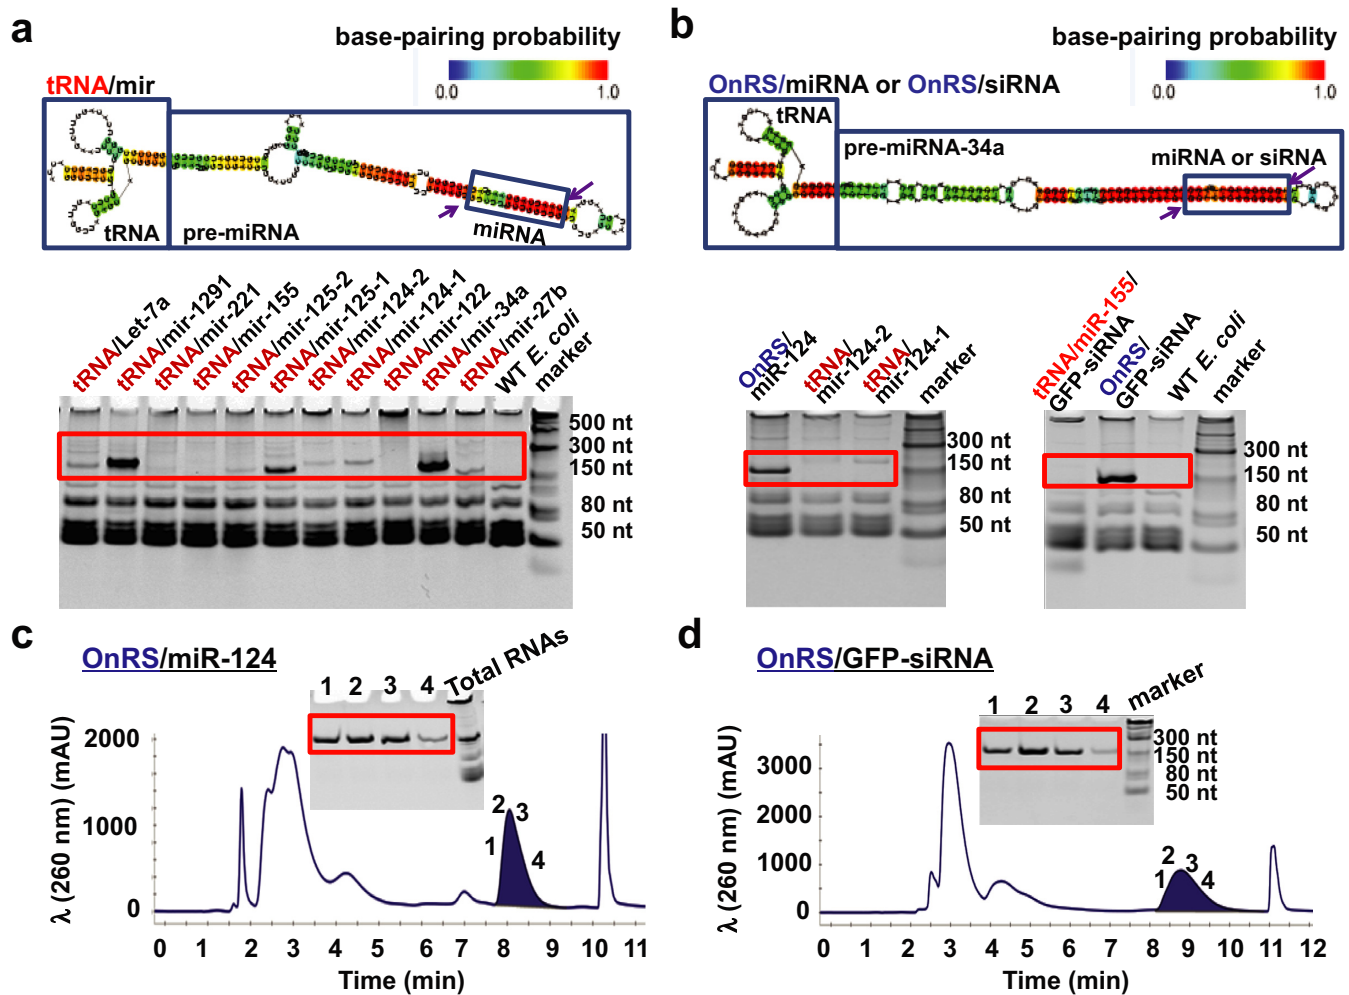 a
base-pairing probability
tRNA/mir
0.0
1.0
tRNA
pre-miRNA
miRNA
tRNA/Let-7a
tRNA/mir-1291
tRNA/mir-221
tRNA/mir-155
tRNA/mir-125-2
tRNA/mir-125-1
tRNA/mir-124-2
tRNA/mir-124-1
tRNA/mir-122
tRNA/mir-34a
tRNA/mir-27b
WT E. coli
marker
500 nt
300 nt
150 nt
80 nt
50 nt
b
base-pairing probability
OnRS/miRNA or OnRS/siRNA
0.0
1.0
tRNA
pre-miRNA-34a
miRNA or siRNA
OnRS/
miR-124
tRNA/
mir-124-2
tRNA/
mir-124-1
marker
300 nt
150 nt
80 nt
50 nt
tRNA/miR-155/
GFP-siRNA
OnRS/
GFP-siRNA
WT E. coli
marker
300 nt
150 nt
80 nt
50 nt
c
OnRS/miR-124
1 2 3 4 Total RNAs
λ (260 nm) (mAU)
2000
1000
0
1
2
3
4
0 1 2 3 4 5 6 7 8 9 10 11
Time (min)
d
OnRS/GFP-siRNA
1 2 3 4 marker
300 nt
150 nt
80 nt
50 nt
λ (260 nm) (mAU)
3000
2000
1000
0
1
2
3
4
0 1 2 3 4 5 6 7 8 9 10 11 12
Time (min)